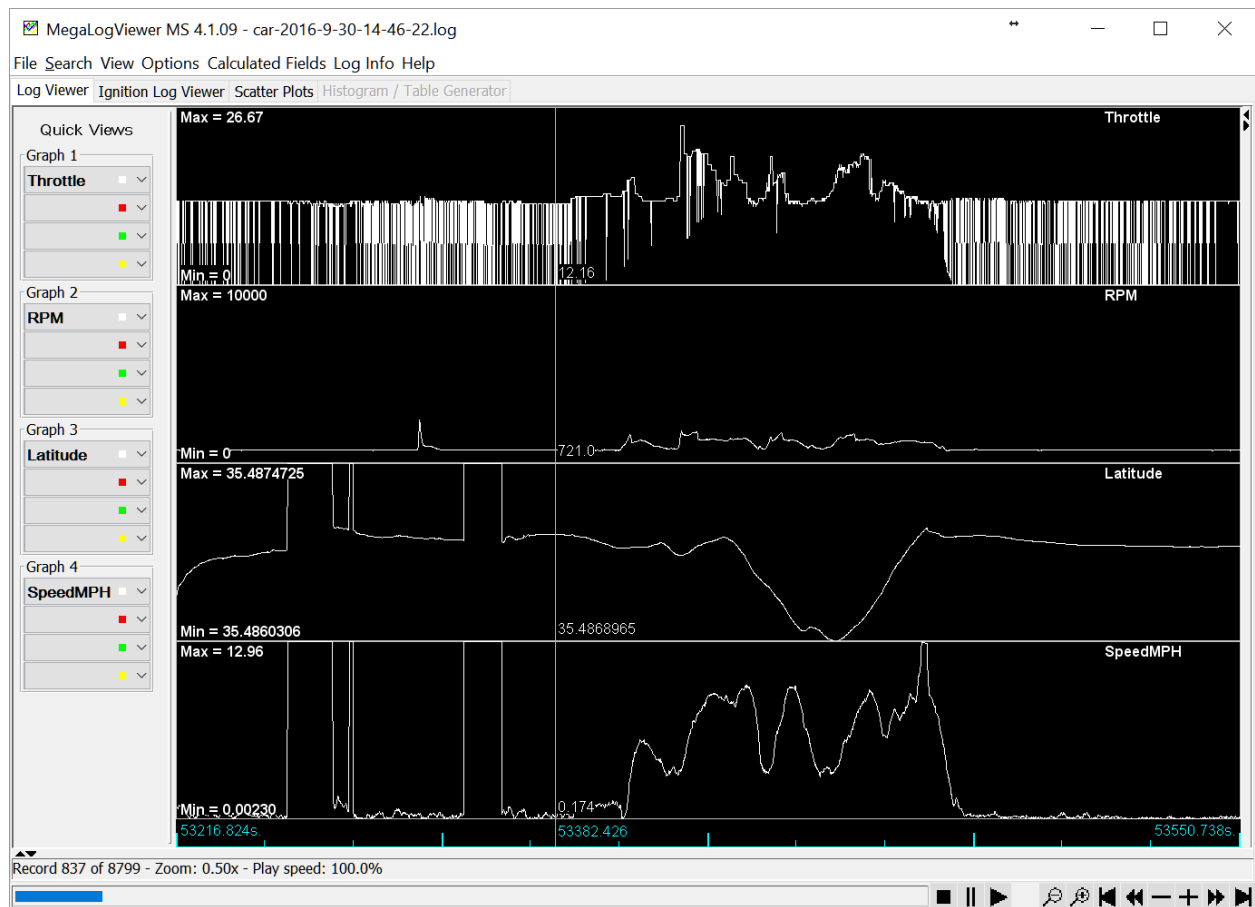 MegaLogViewer MS 4.1.09 - car-2016-9-30-14-46-22.log
File Search View Options Calculated Fields Log Info Help
Log Viewer Ignition Log Viewer Scatter Plots Histogram / Table Generator
Quick Views
Graph 1
Throttle
Graph 2
RPM
Graph 3
Latitude
Graph 4
SpeedMPH
Max = 26.67 Throttle
Min = 0 12.16
Max = 10000 RPM
Min = 0 721.0
Max = 35.4874725 Latitude
Min = 35.4860306 35.4868965
Max = 12.96 SpeedMPH
Min = 0.00230 0.174
53216.824s. 53382.426 53550.738s.
Record 837 of 8799 - Zoom: 0.50x - Play speed: 100.0%